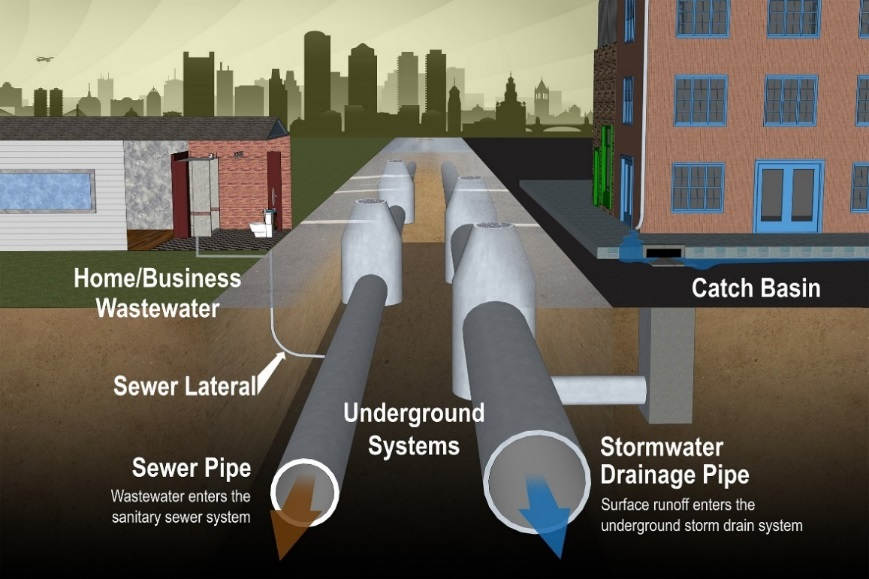 Home/Business
Wastewater
Catch Basin
Sewer Lateral
Underground
Systems
Sewer Pipe
Wastewater enters the
sanitary sewer system
Stormwater
Drainage Pipe
Surface runoff enters the
underground storm drain system